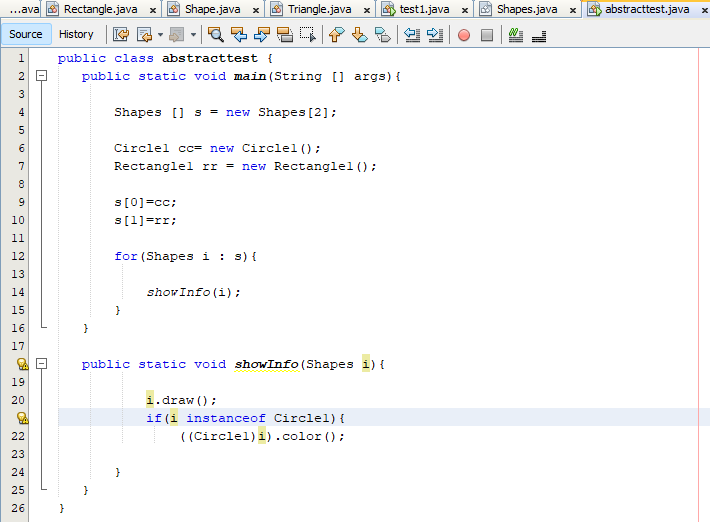 ...ava Rectangle.java Shape.java Triangle.java test1.java Shapes.java abstracttest.java
Source History
1 public class abstracttest {
2 public static void main(String [] args){
3
4 Shapes [] s = new Shapes[2];
5
6 Circle1 cc= new Circle1();
7 Rectangle1 rr = new Rectangle1();
8
9 s[0]=cc;
10 s[1]=rr;
11
12 for(Shapes i : s){
13
14 showInfo(i);
15 }
16 }
17
public static void showInfo(Shapes i){
19
20 i.draw();
if(i instanceof Circle1){
22 ((Circle1)i).color();
23
24 }
25 }
26 }